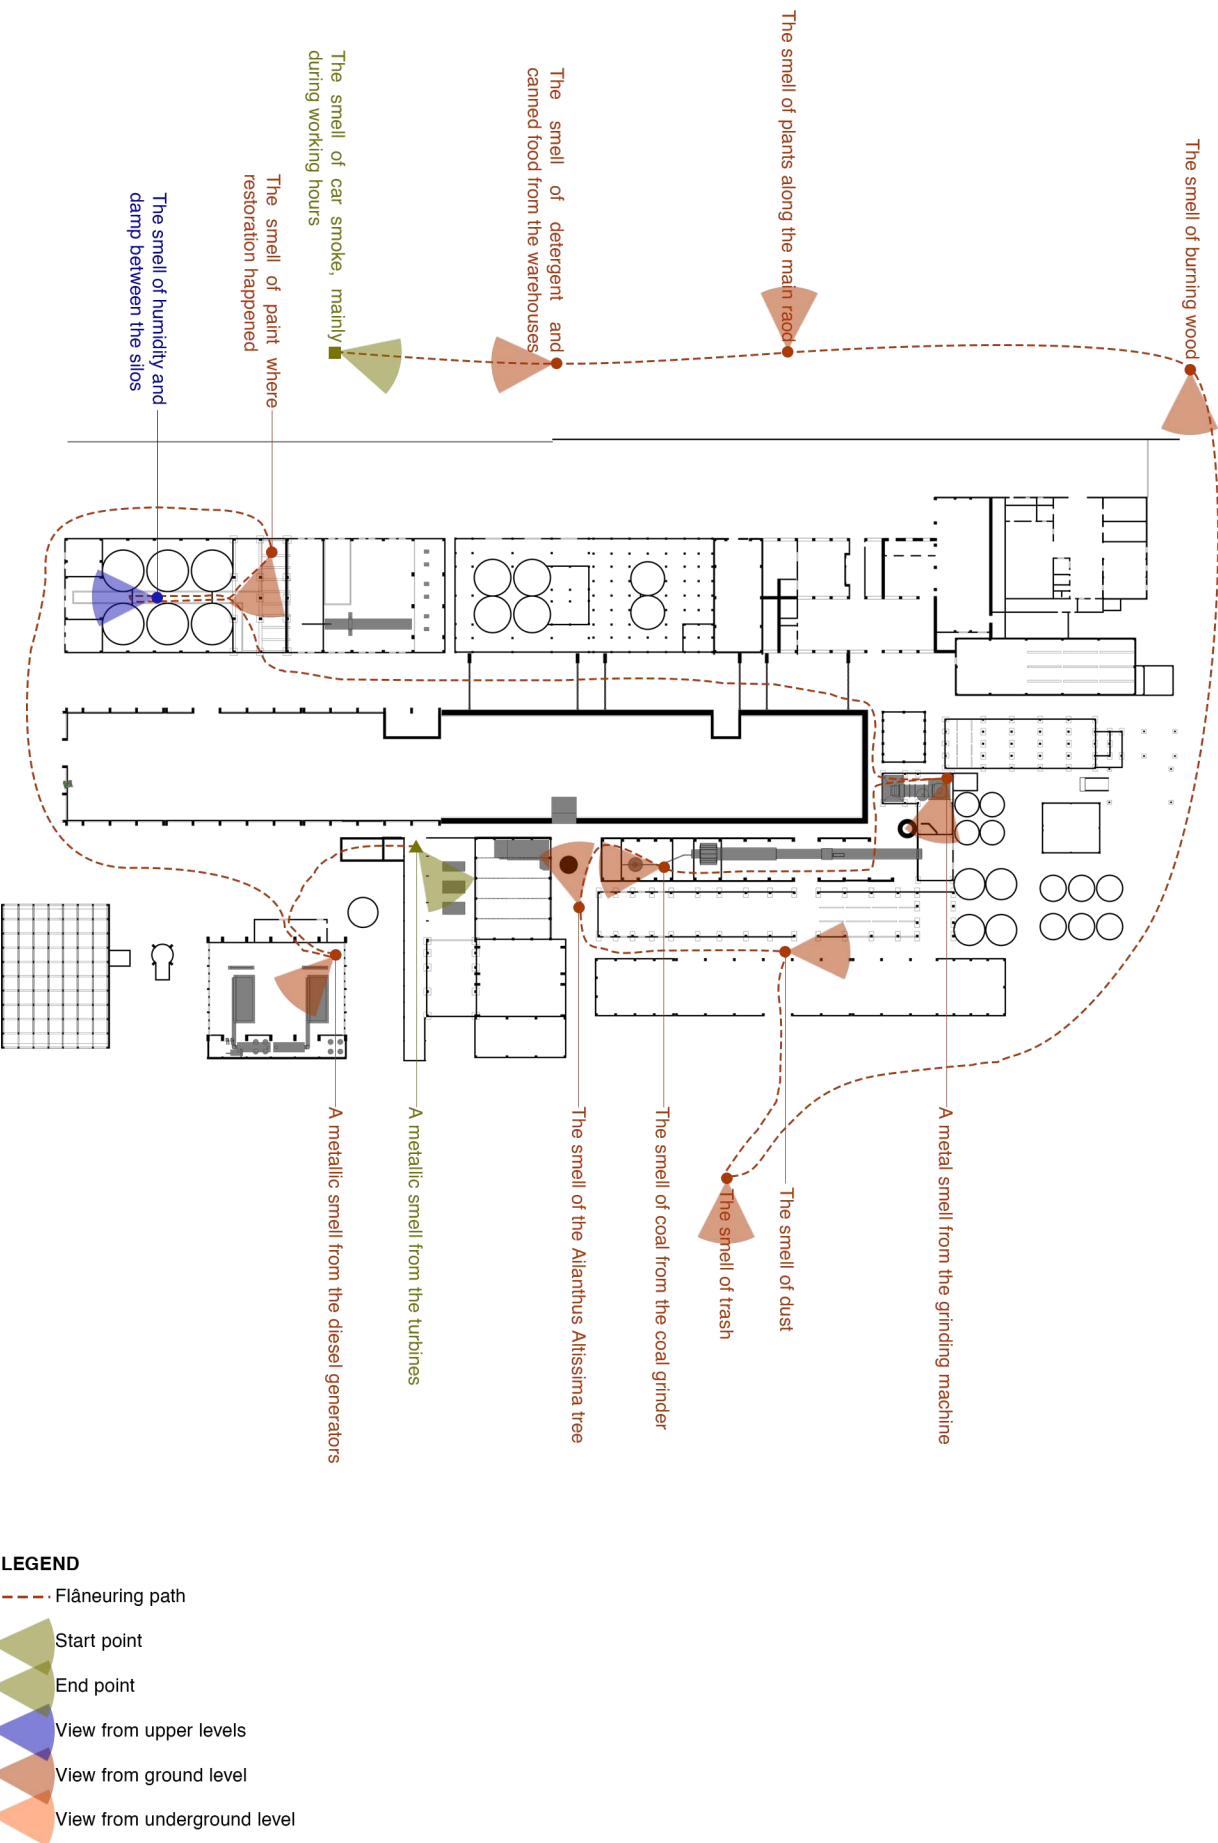 The smell of humidity and
damp between the silos
The smell of paint where
restoration happened
The smell of car smoke, mainly
during working hours
The smell of detergent and
canned food from the warehouses
The smell of plants along the main raod
The smell of burning wood
A metallic smell from the diesel generators
A metallic smell from the turbines
The smell of the Ailanthus Altissima tree
The smell of coal from the coal grinder
The smell of trash
The smell of dust
A metal smell from the grinding machine
LEGEND
Flâneuring path
Start point
End point
View from upper levels
View from ground level
View from underground level